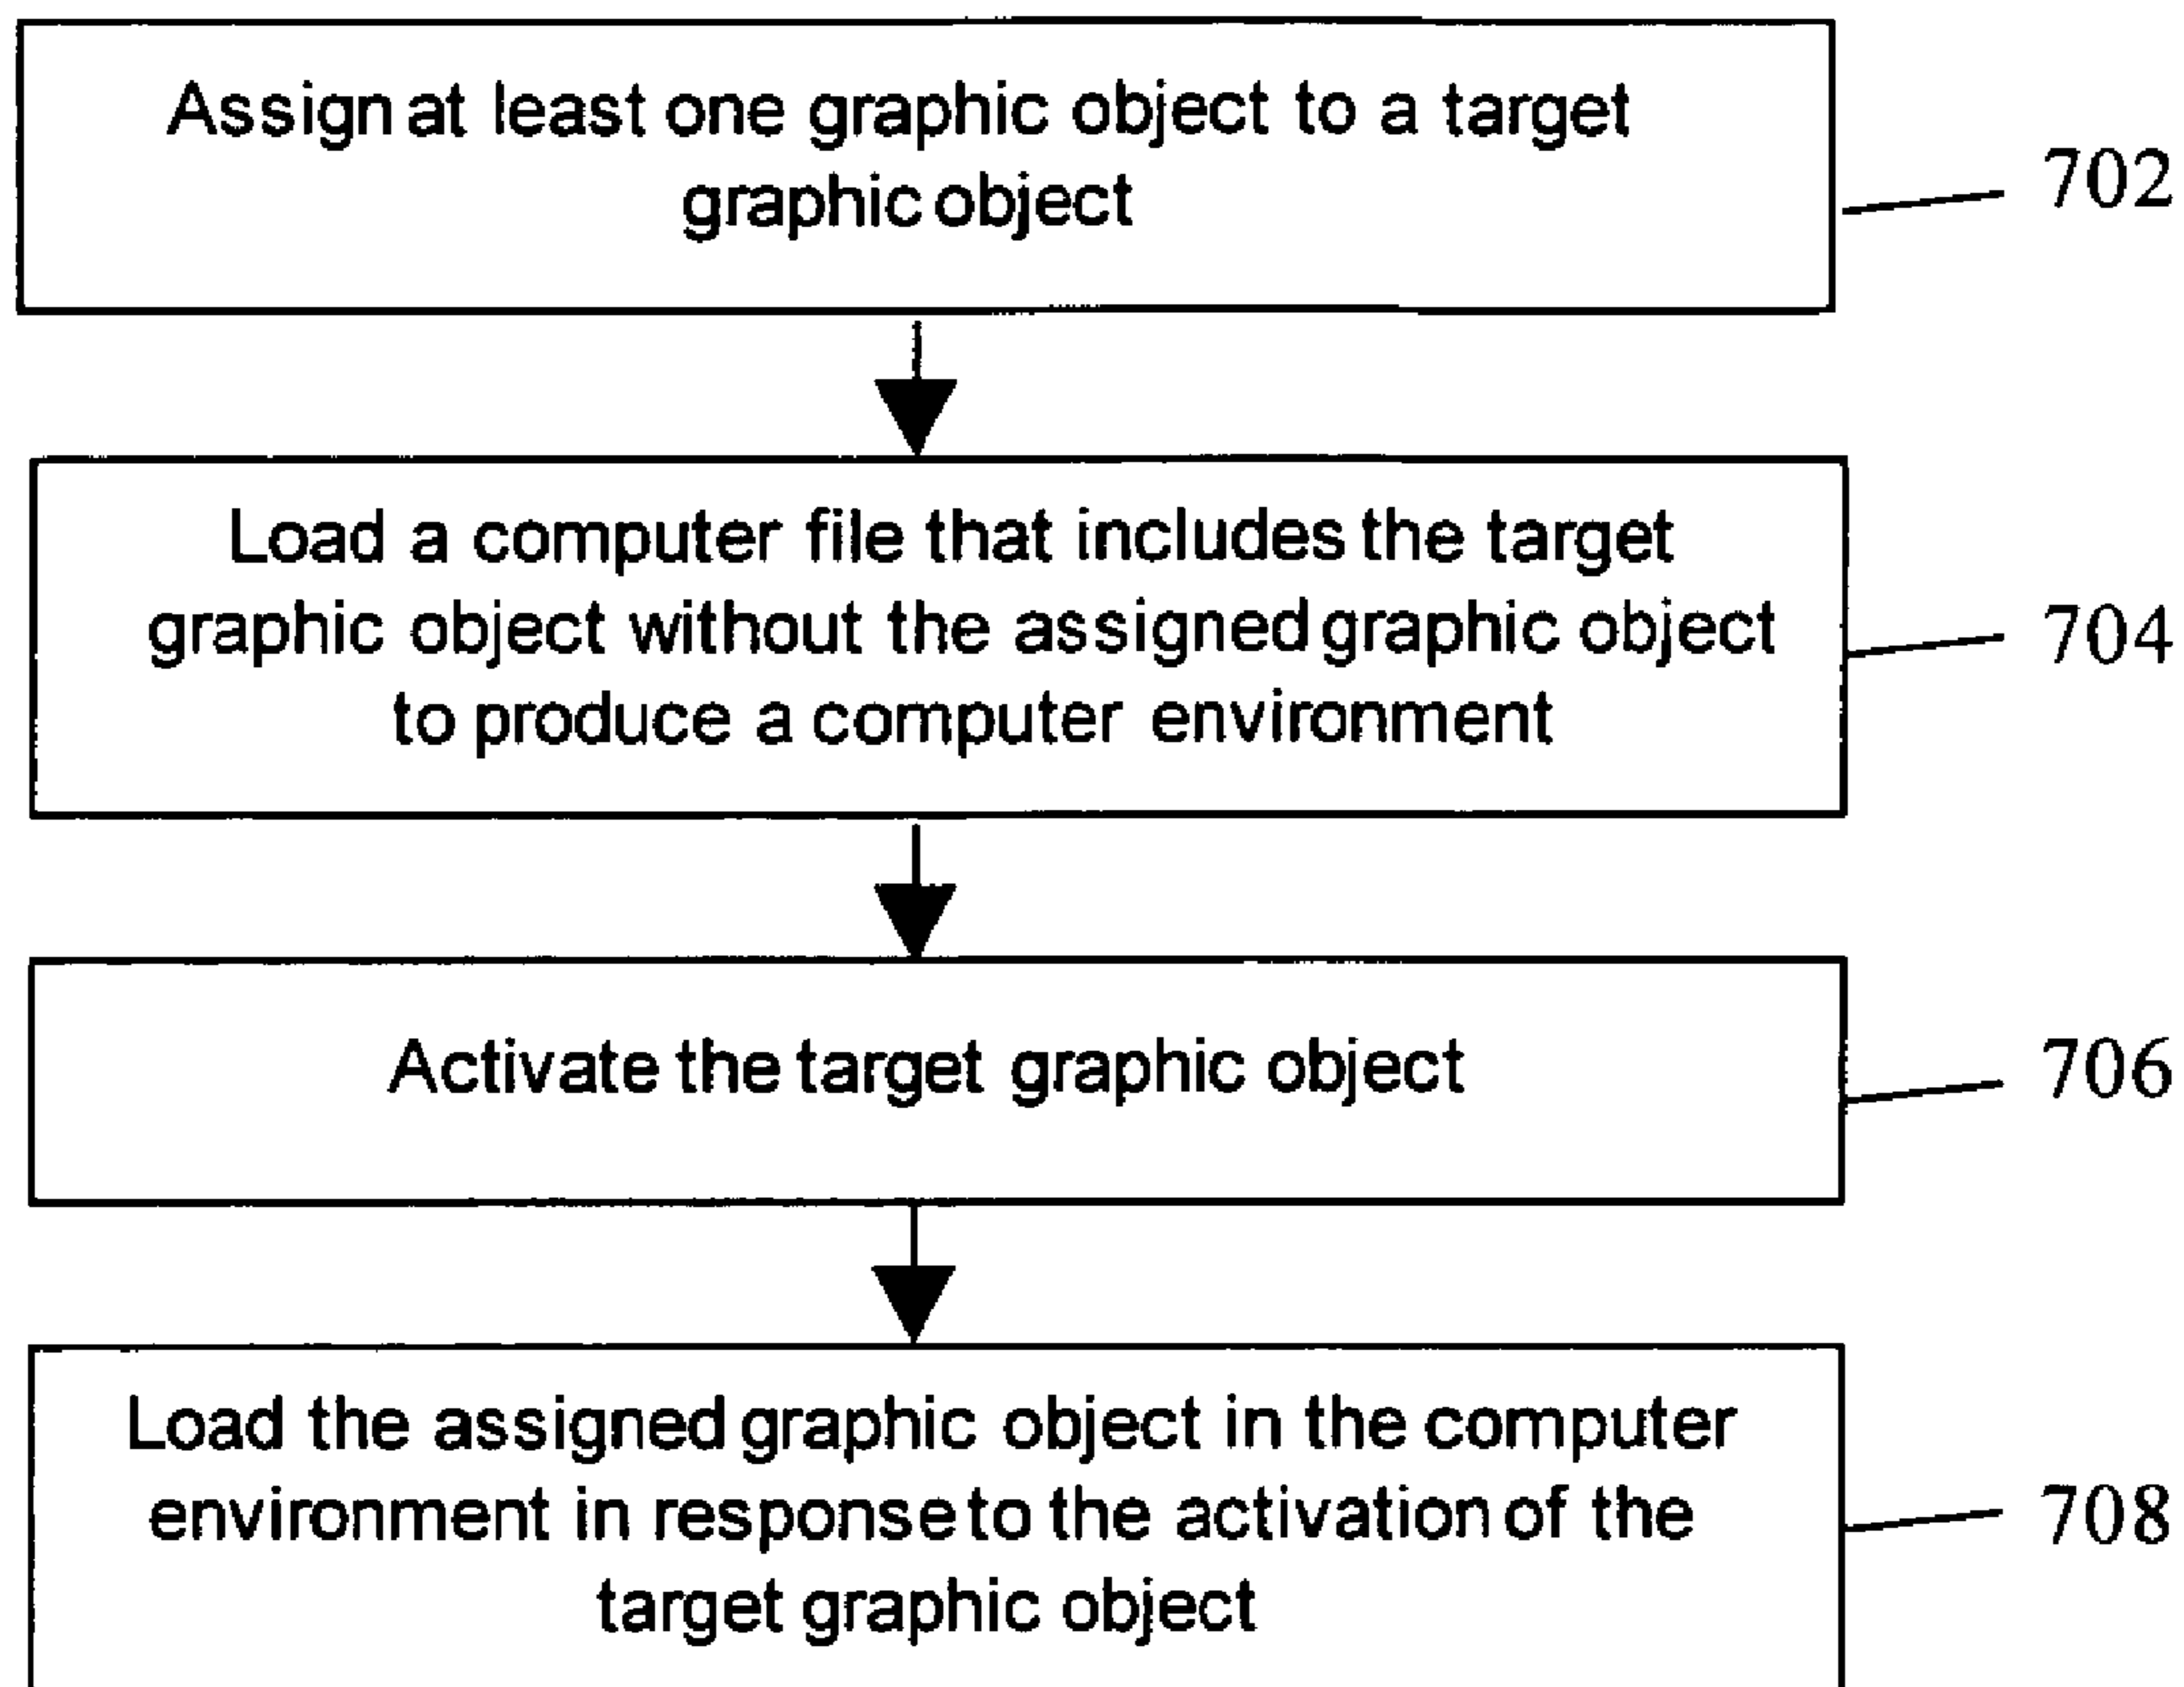 Assign at least one graphic object to a target
graphic object
702
Load a computer file that includes the target
graphic object without the assigned graphic object
to produce a computer environment
704
Activate the target graphic object
706
Load the assigned graphic object in the computer
environment in response to the activation of the
target graphic object
708